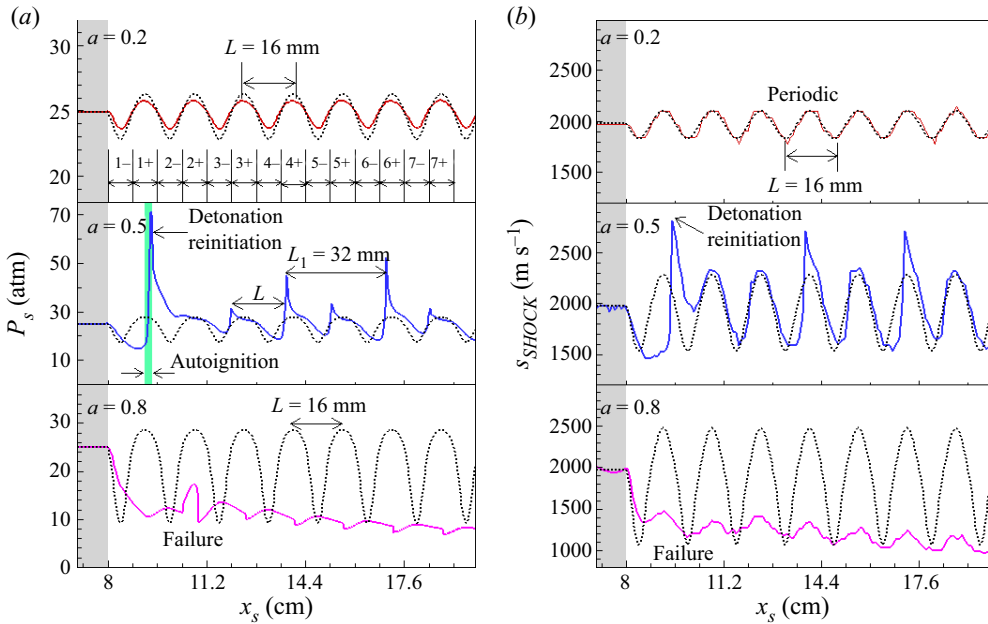 (a)
a = 0.2
L = 16 mm
30
25
20
1– 1+ 2– 2+ 3– 3+ 4– 4+ 5– 5+ 6– 6+ 7– 7+
a = 0.5
Detonation
reinitiation
L1 = 32 mm
L
Autoignition
70
50
30
10
Ps (atm)
a = 0.8
L = 16 mm
Failure
30
20
10
0
8 11.2 14.4 17.6
xs (cm)
(b)
a = 0.2
Periodic
L = 16 mm
3000
2500
2000
1500
a = 0.5
Detonation
reinitiation
2500
2000
1500
sSHOCK (m s–1)
a = 0.8
Failure
3000
2500
2000
1500
1000
8 11.2 14.4 17.6
xs (cm)